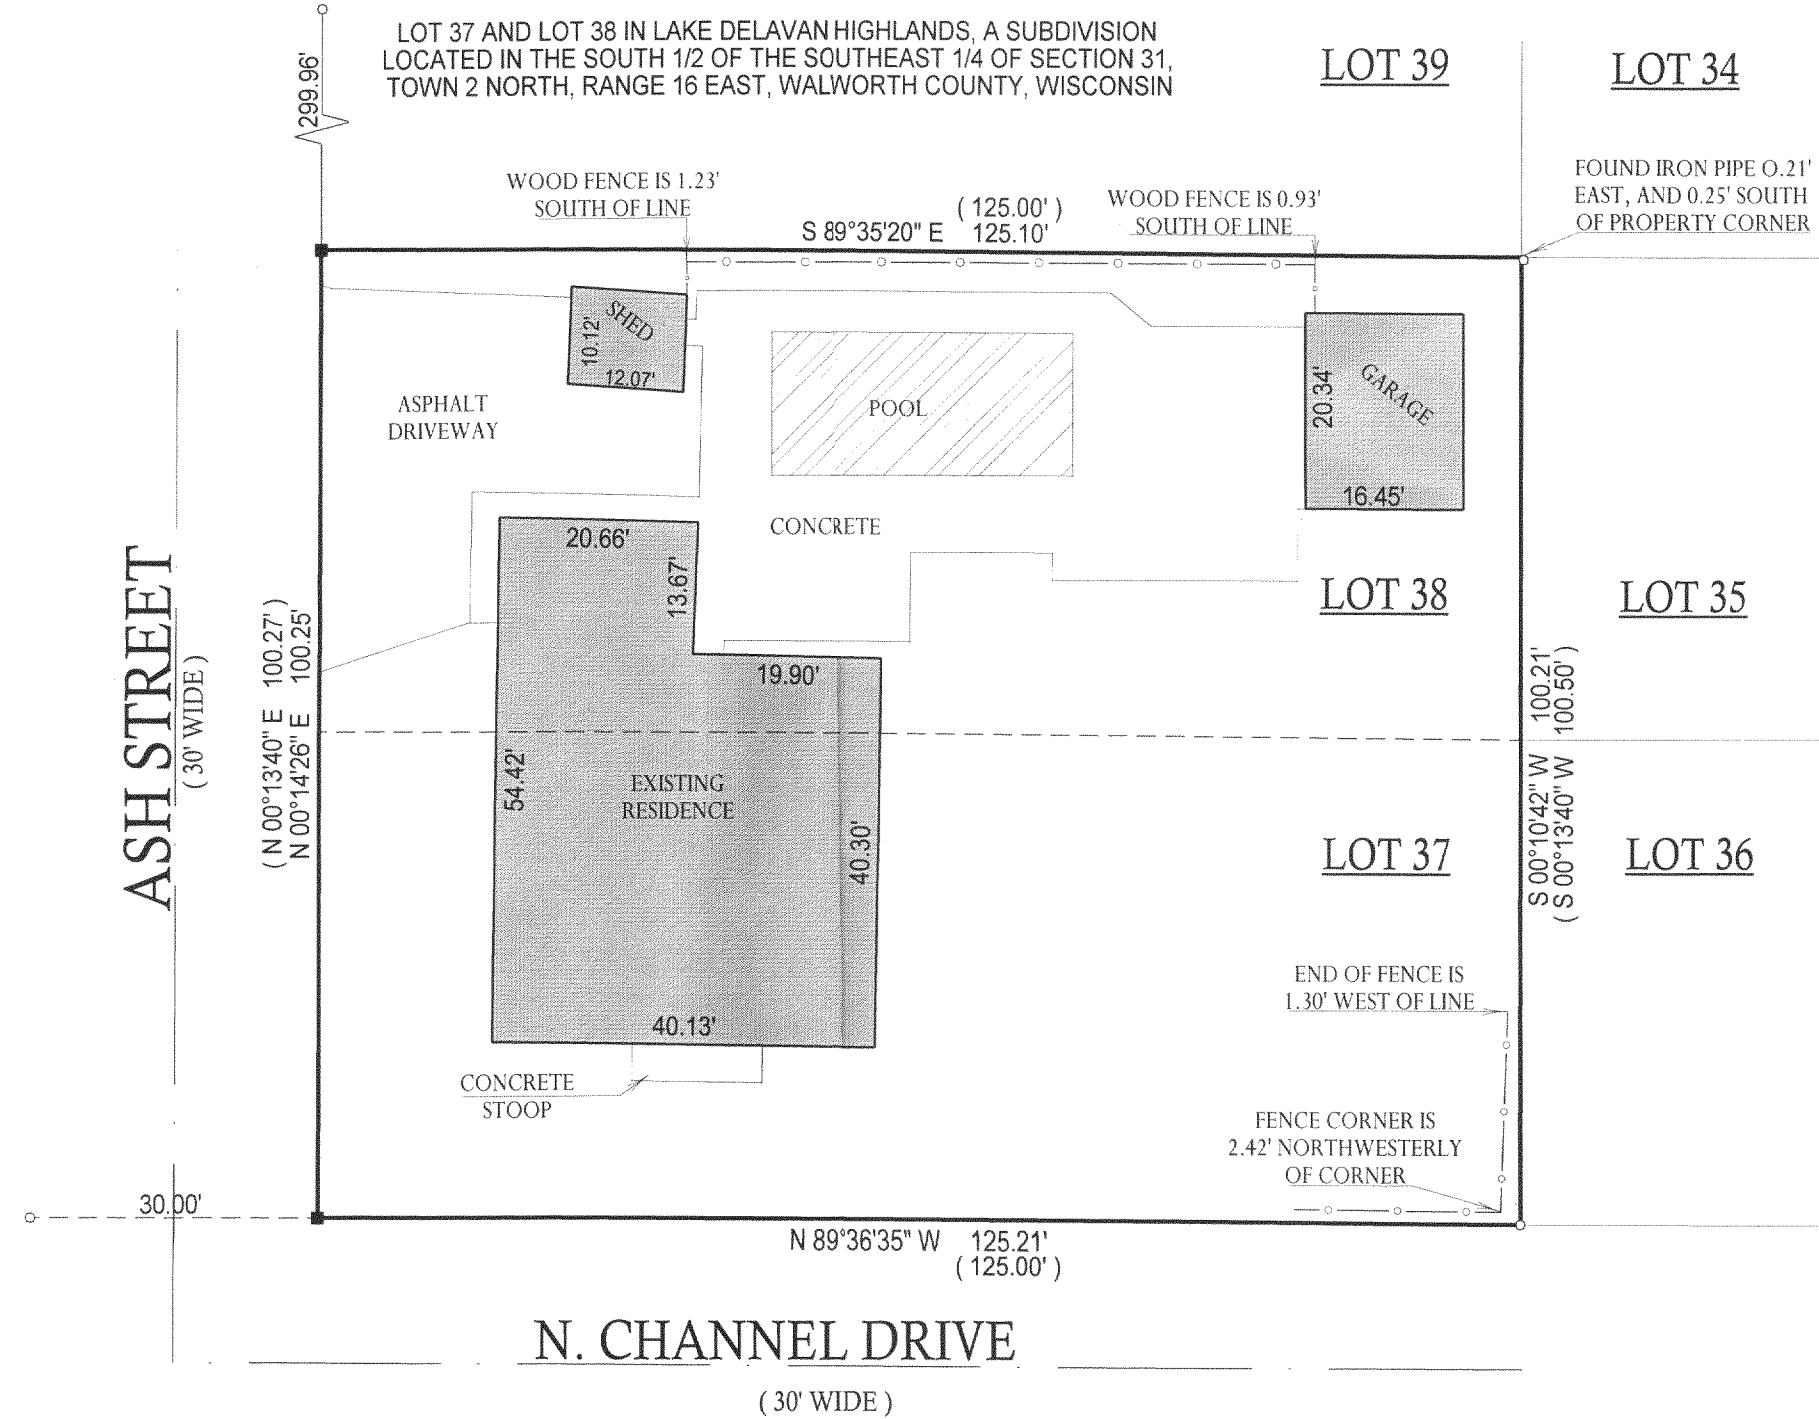 299.96'
LOT 37 AND LOT 38 IN LAKE DELAVAN HIGHLANDS, A SUBDIVISION
LOCATED IN THE SOUTH 1/2 OF THE SOUTHEAST 1/4 OF SECTION 31,
TOWN 2 NORTH, RANGE 16 EAST, WALWORTH COUNTY, WISCONSIN
LOT 39
LOT 34
WOOD FENCE IS 1.23'
SOUTH OF LINE
( 125.00' )
S 89°35'20" E 125.10'
WOOD FENCE IS 0.93'
SOUTH OF LINE
FOUND IRON PIPE O.21'
EAST, AND 0.25' SOUTH
OF PROPERTY CORNER
SHED
10.12'
12.07'
ASPHALT
DRIVEWAY
POOL
GARAGE
20.34'
16.45'
CONCRETE
20.66'
13.67'
19.90'
LOT 38
LOT 35
ASH STREET
( 30' WIDE )
( N 00°13'40" E 100.27' )
N 00°14'26" E 100.25'
S 00°10'42" W 100.21'
( S 00°13'40" W 100.50' )
54.42'
EXISTING
RESIDENCE
40.30'
LOT 37
LOT 36
40.13'
CONCRETE
STOOP
END OF FENCE IS
1.30' WEST OF LINE
FENCE CORNER IS
2.42' NORTHWESTERLY
OF CORNER
30.00'
N 89°36'35" W 125.21'
( 125.00' )
N. CHANNEL DRIVE
( 30' WIDE )